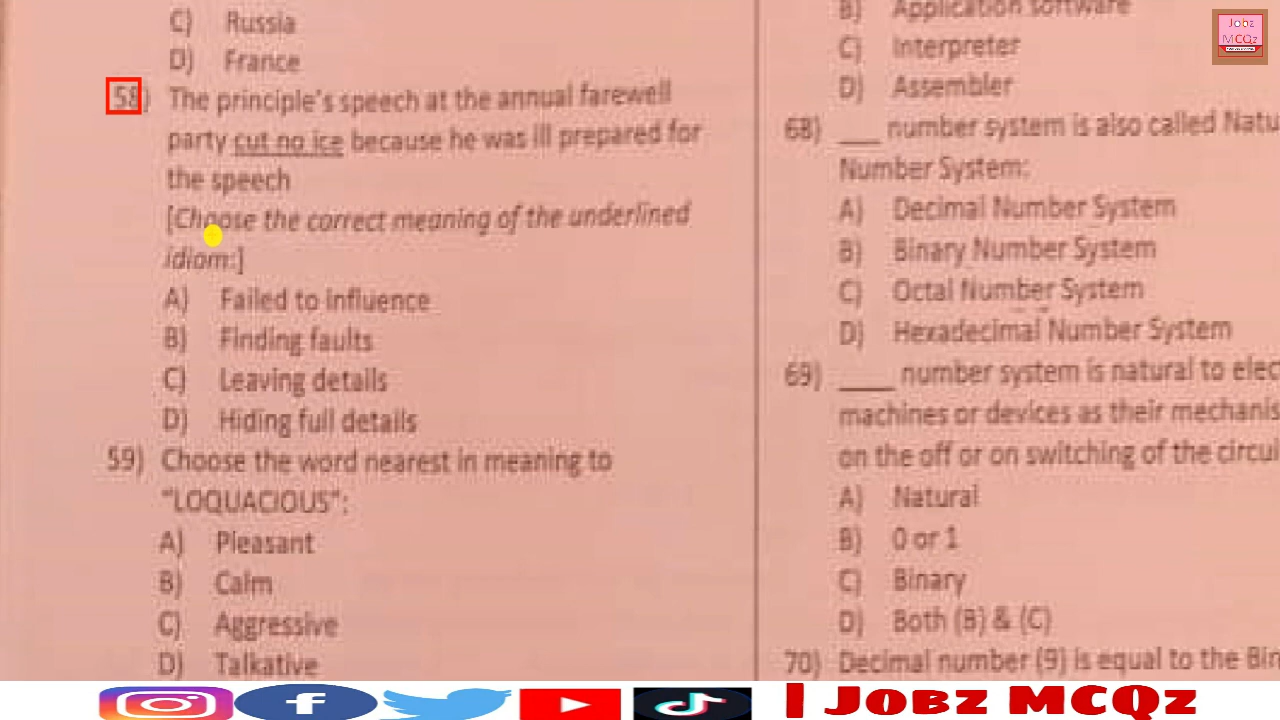 C) Russia
D) France
58) The principle's speech at the annual farewell
party cut no ice because he was ill prepared for
the speech
[Choose the correct meaning of the underlined
idiom:]
A) Failed to influence
B) Finding faults
C) Leaving details
D) Hiding full details
59) Choose the word nearest in meaning to
"LOQUACIOUS":
A) Pleasant
B) Calm
C) Aggressive
D) Talkative
B) Application software
C) Interpreter
D) Assembler
68) ___ number system is also called Natu
Number System:
A) Decimal Number System
B) Binary Number System
C) Octal Number System
D) Hexadecimal Number System
69) ____ number system is natural to elec
machines or devices as their mechanis
on the off or on switching of the circui
A) Natural
B) 0 or 1
C) Binary
D) Both (B) & (C)
70) Decimal number (9) is equal to the Bin
Jobz
MCQz
| Jobz MCQz